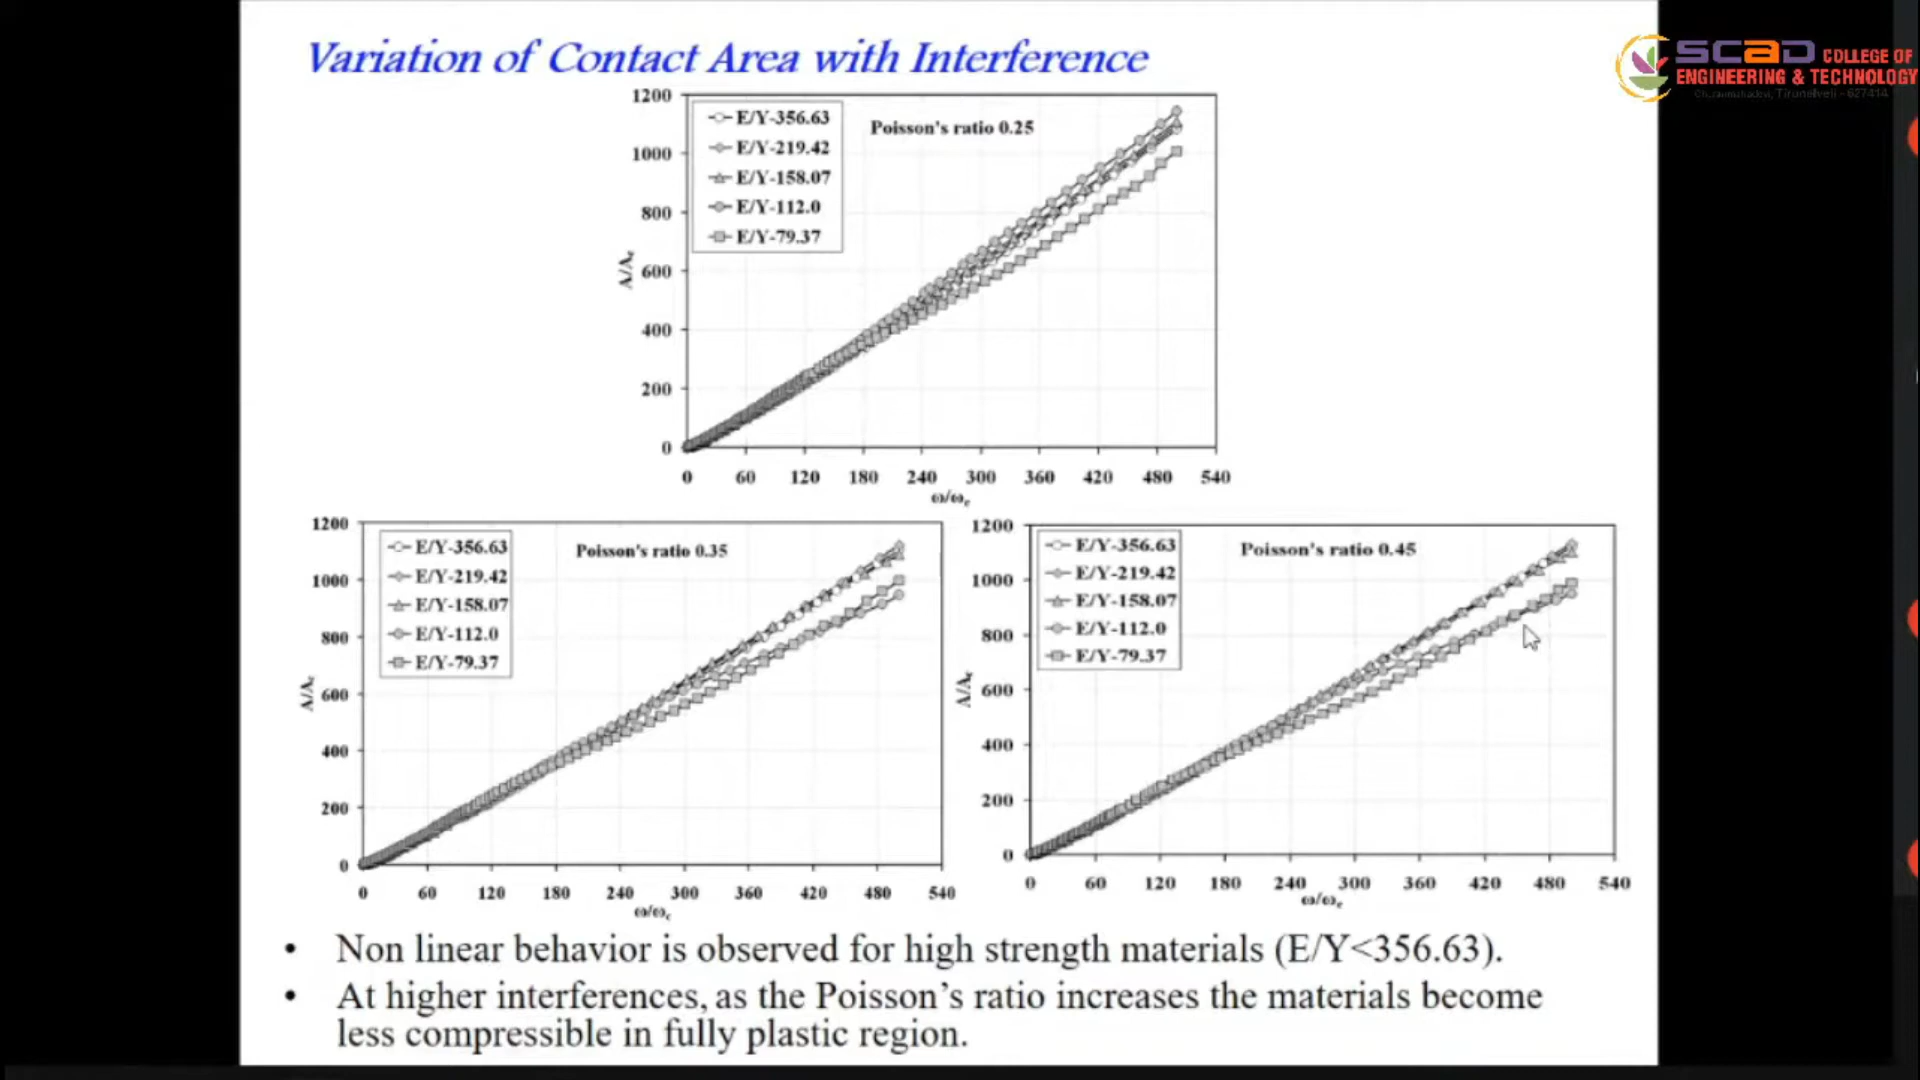 Variation of Contact Area with Interference
SCAD COLLEGE OF
ENGINEERING & TECHNOLOGY
Tirunelveli - 627414
1200
1000
800
600
400
200
0
A/Ac
E/Y-356.63
E/Y-219.42
E/Y-158.07
E/Y-112.0
E/Y-79.37
Poisson's ratio 0.25
0 60 120 180 240 300 360 420 480 540
ω/ωc
1200
1000
800
600
400
200
0
A/Ac
E/Y-356.63
E/Y-219.42
E/Y-158.07
E/Y-112.0
E/Y-79.37
Poisson's ratio 0.35
0 60 120 180 240 300 360 420 480 540
ω/ωc
1200
1000
800
600
400
200
0
A/Ac
E/Y-356.63
E/Y-219.42
E/Y-158.07
E/Y-112.0
E/Y-79.37
Poisson's ratio 0.45
0 60 120 180 240 300 360 420 480 540
ω/ωc
• Non linear behavior is observed for high strength materials (E/Y<356.63).
• At higher interferences, as the Poisson's ratio increases the materials become
less compressible in fully plastic region.